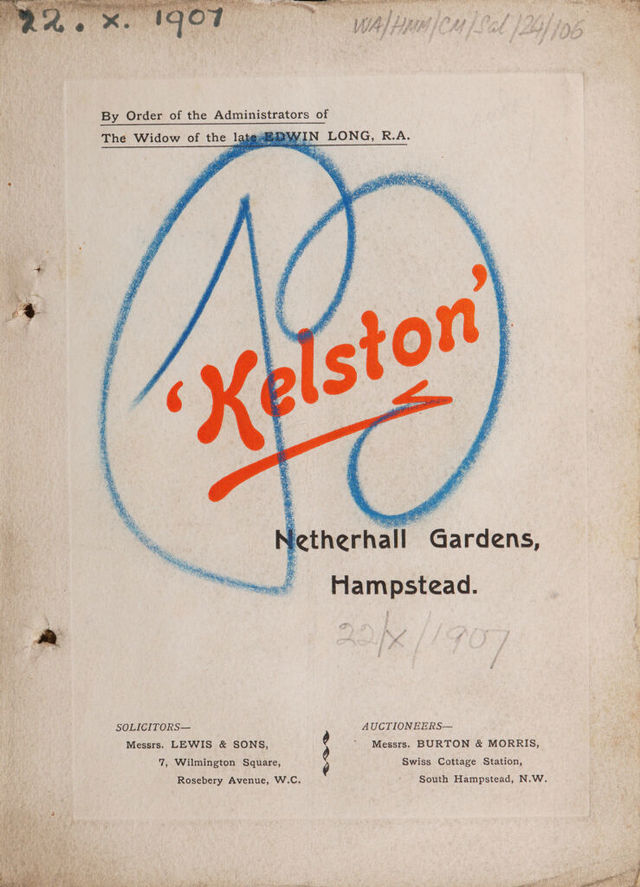 22. X. 1907
WA/HMM/CM/Sal/24/106
By Order of the Administrators of
The Widow of the late EDWIN LONG, R.A.
'Kelston'
Netherhall Gardens,
Hampstead.
22/X/1907
SOLICITORS—
Messrs. LEWIS & SONS,
7, Wilmington Square,
Rosebery Avenue, W.C.
AUCTIONEERS—
Messrs. BURTON & MORRIS,
Swiss Cottage Station,
South Hampstead, N.W.